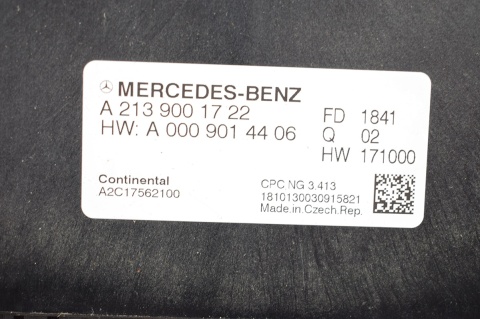 MERCEDES-BENZ
A 213 900 17 22 FD 1841
HW: A 000 901 44 06 Q 02
HW 171000
Continental CPC NG 3.413
A2C17562100 1810130030915821
Made in Czech.Rep.